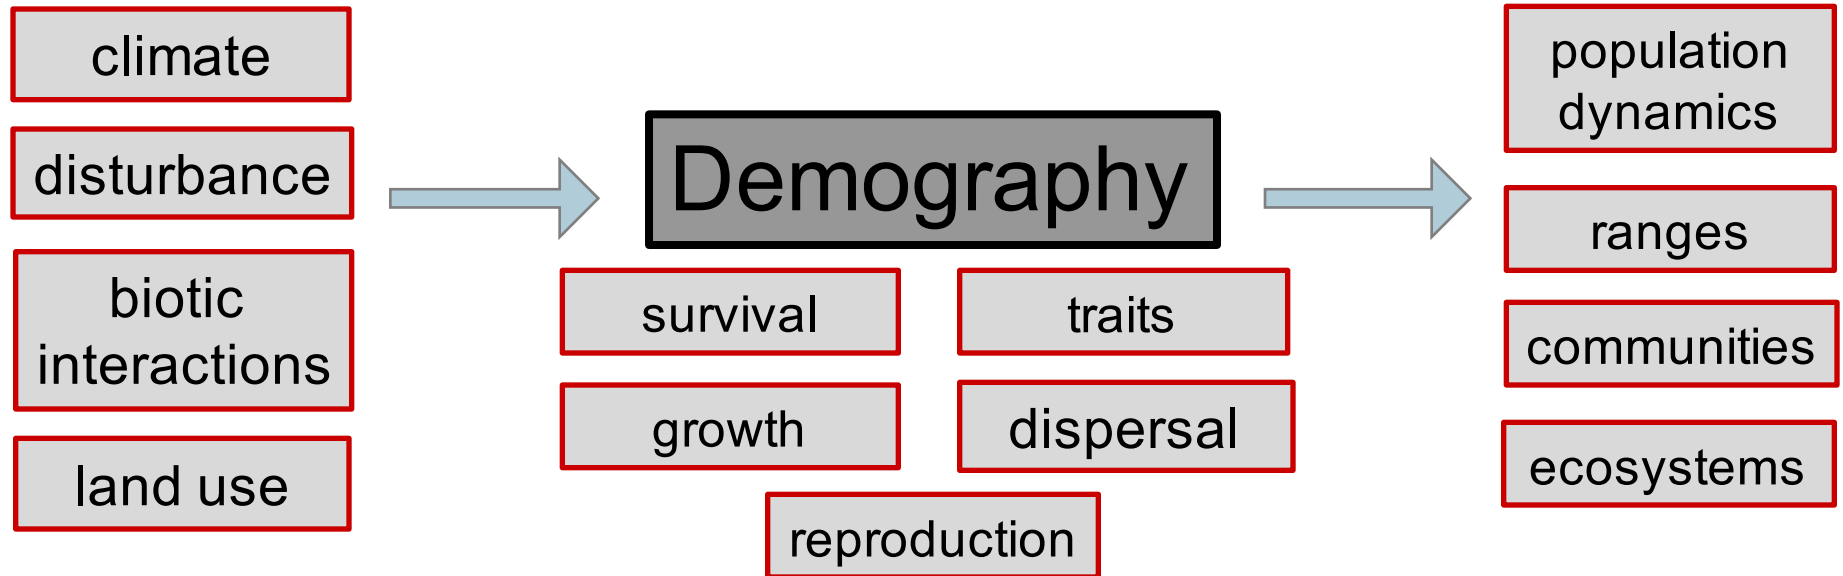 climate
disturbance
biotic
interactions
land use
Demography
survival
traits
growth
dispersal
reproduction
population
dynamics
ranges
communities
ecosystems